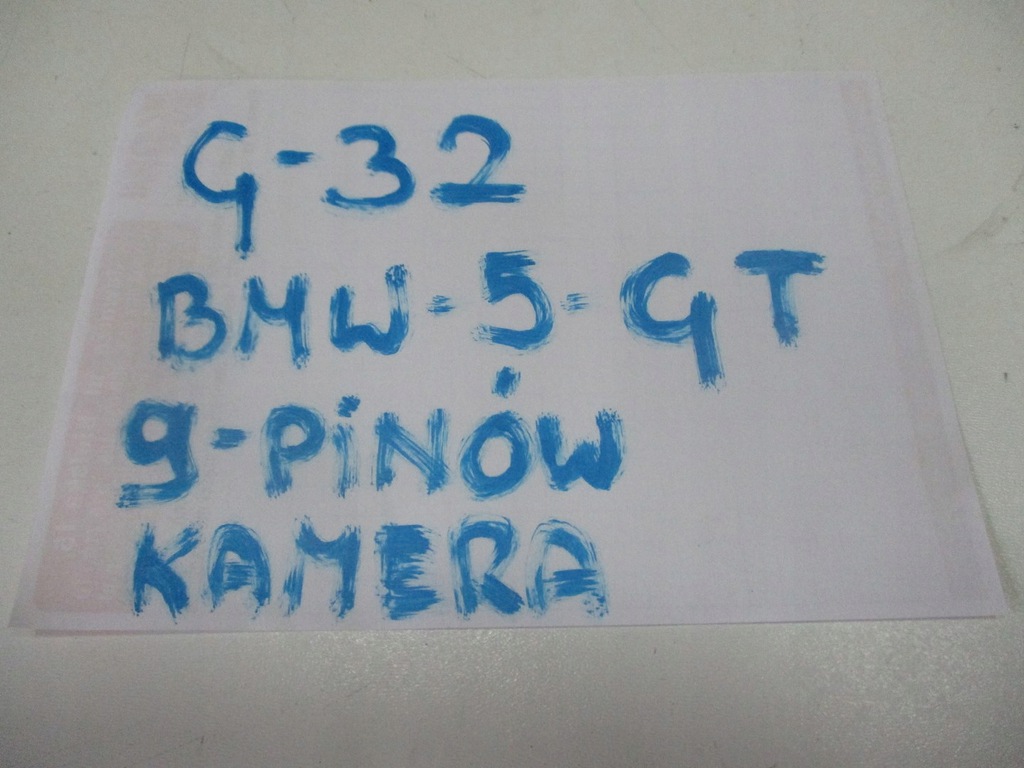 G-32
BMW-5-GT
9-PiNÓW
KAMERA